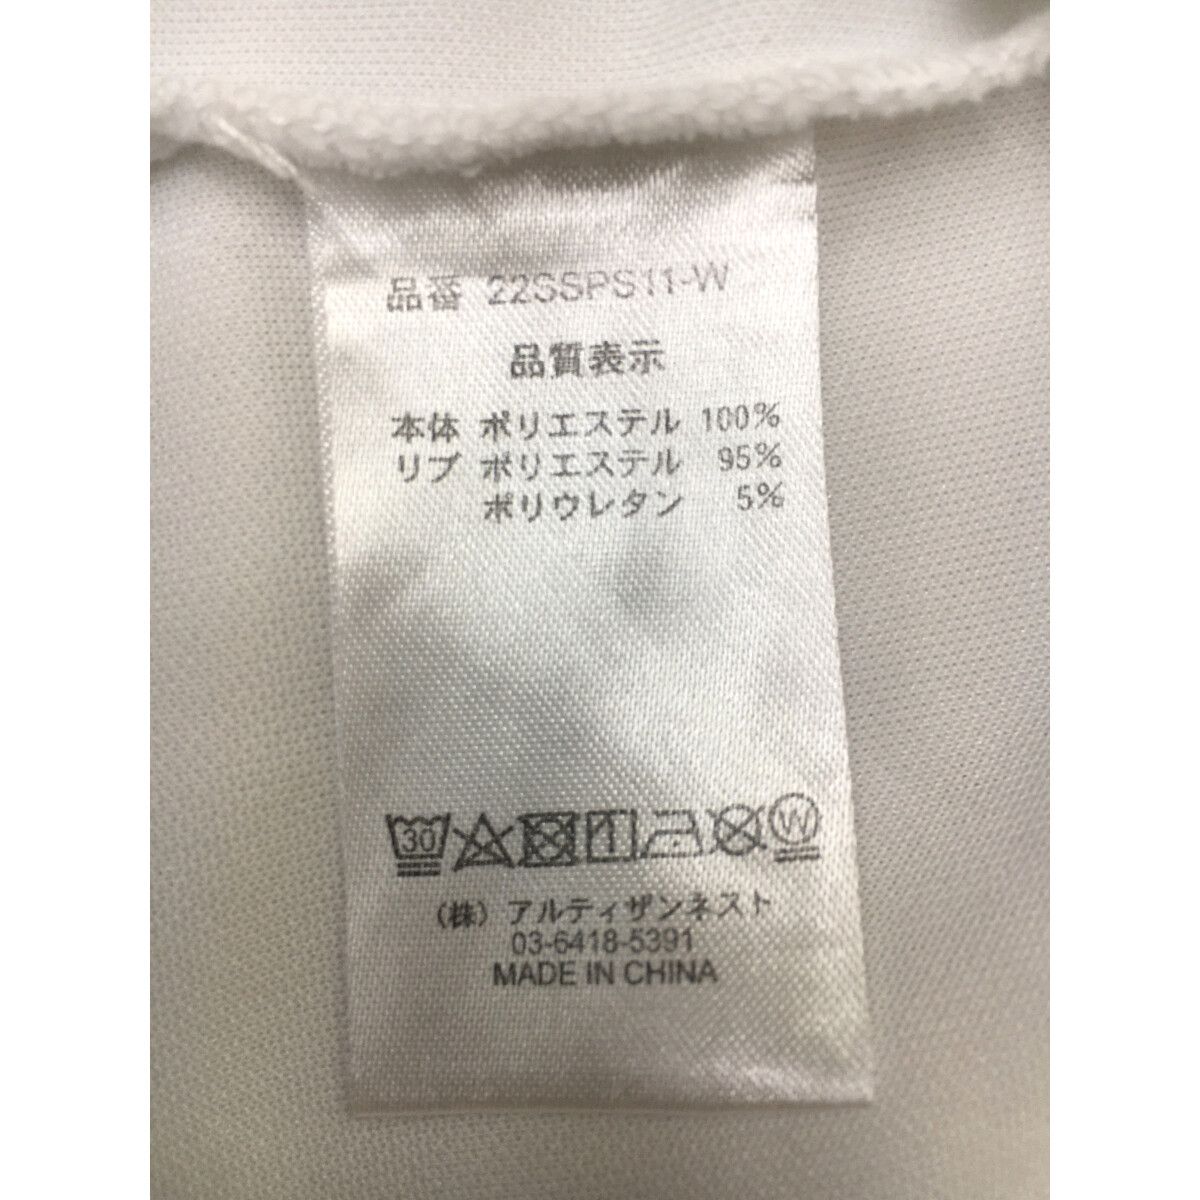 品番 22SSPS11-W
品質表示
本体 ポリエステル 100%
リブ ポリエステル 95%
ポリウレタン 5%
30 W
(株) アルティザンネスト
03-6418-5391
MADE IN CHINA